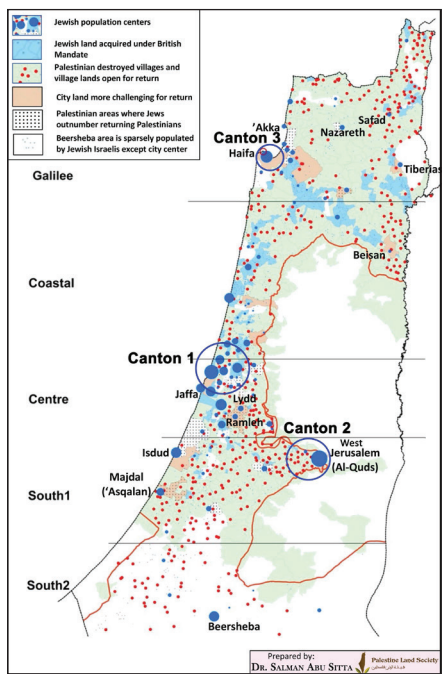 Jewish population centers
Jewish land acquired under British
Mandate
Palestinian destroyed villages and
village lands open for return
City land more challenging for return
Palestinian areas where Jews
outnumber returning Palestinians
Beersheba area is sparsely populated
by Jewish Israelis except city center
'Akka
Safad
Canton 3
Nazareth
Haifa
Tiberias
Galilee
Beisan
Coastal
Canton 1
Jaffa
Lydd
Centre
Ramleh
Canton 2
West
Isdud
Jerusalem
(Al-Quds)
Majdal
('Asqalan)
South1
South2
Beersheba
Prepared by:
DR. SALMAN ABU SITTA
Palestine Land Society